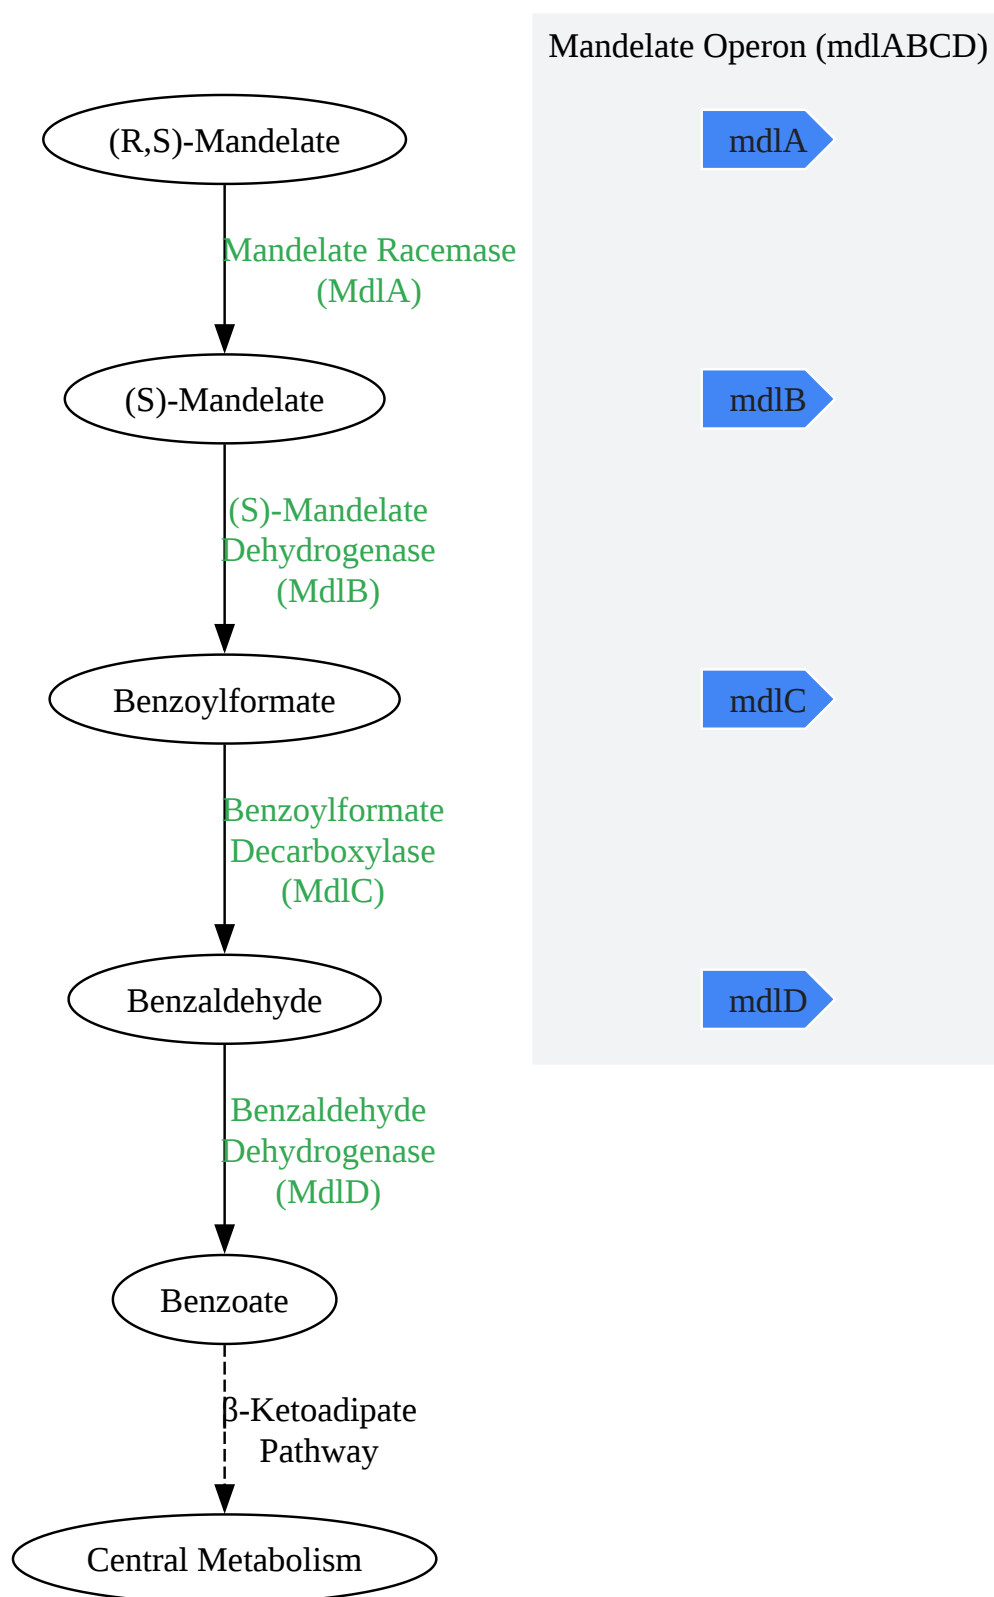 Mandelate Operon (mdlABCD)
(R,S)-Mandelate
mdlA
Mandelate Racemase
(MdlA)
(S)-Mandelate
mdlB
(S)-Mandelate
Dehydrogenase
(MdlB)
Benzoylformate
mdlC
Benzoylformate
Decarboxylase
(MdlC)
Benzaldehyde
mdlD
Benzaldehyde
Dehydrogenase
(MdlD)
Benzoate
β-Ketoadipate
Pathway
Central Metabolism